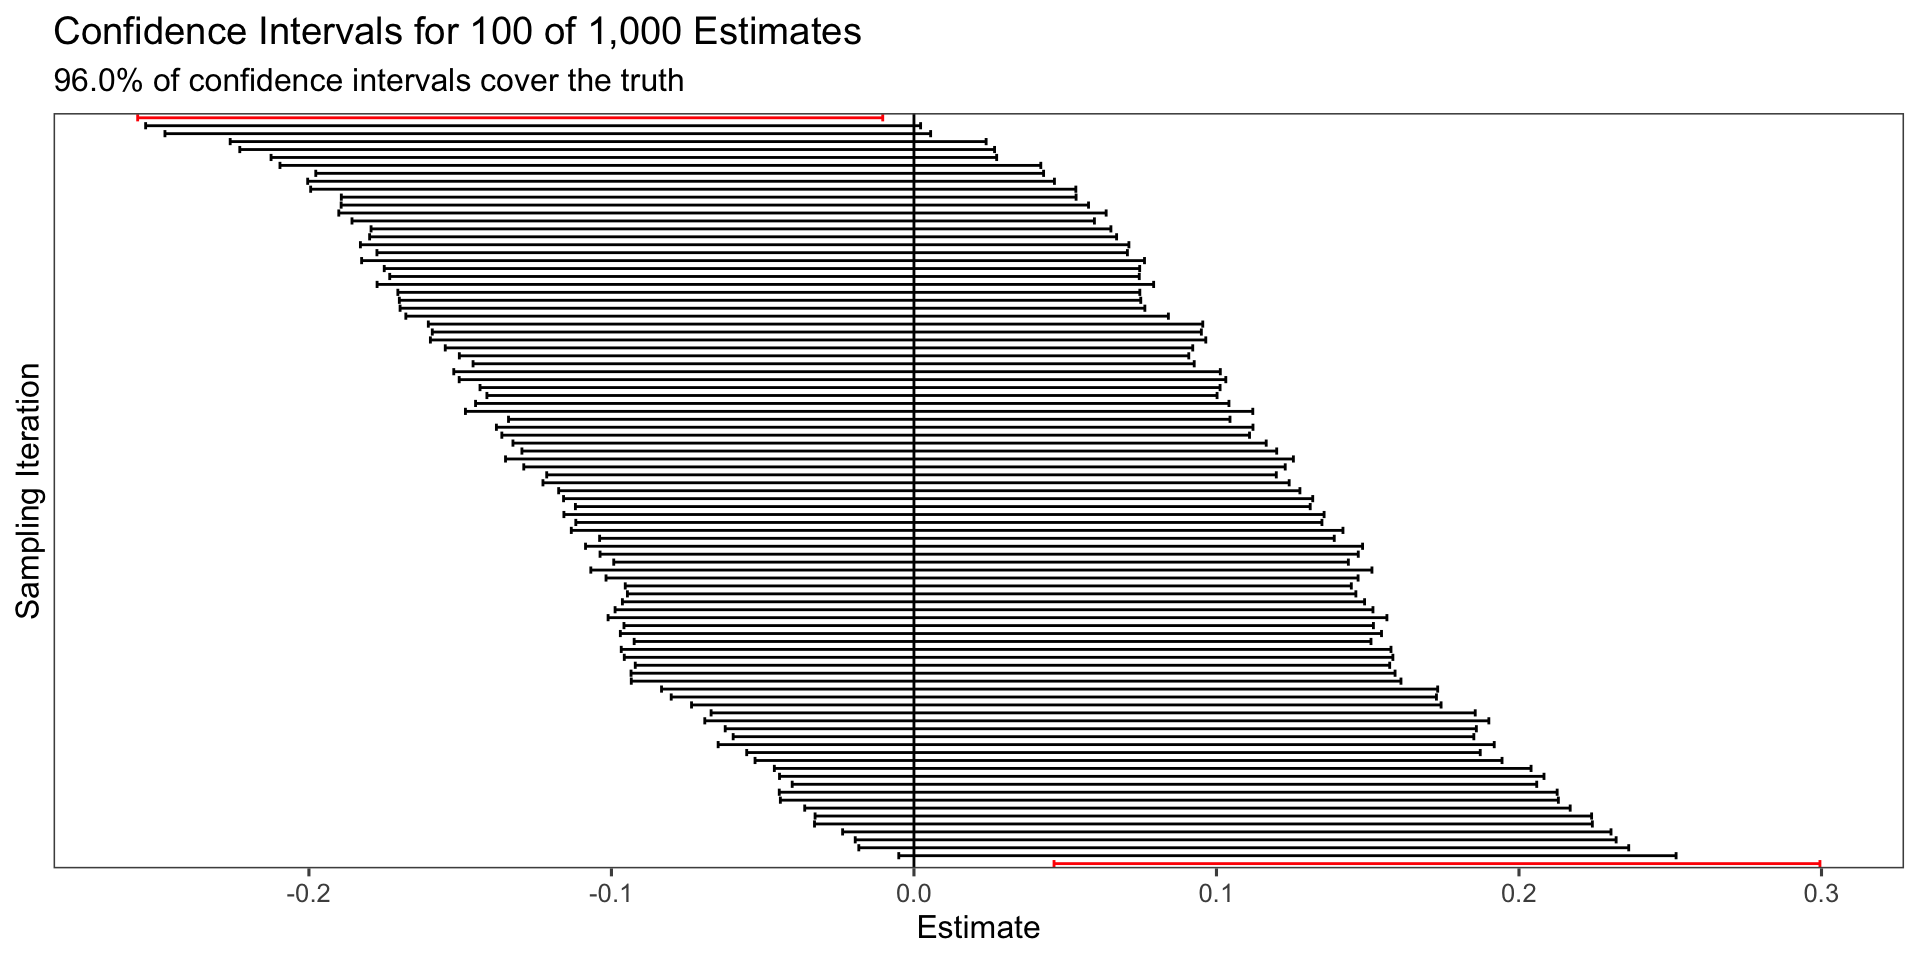 Confidence Intervals for 100 of 1,000 Estimates
96.0% of confidence intervals cover the truth
Sampling Iteration
-0.2 -0.1 0.0 0.1 0.2 0.3
Estimate